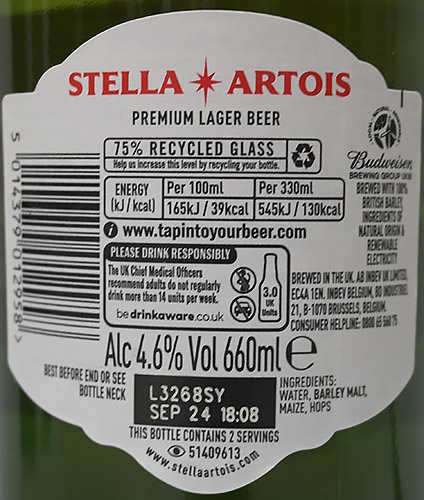 STELLA ARTOIS
PREMIUM LAGER BEER
75% RECYCLED GLASS
Help us increase this level by recycling your bottle.
ENERGY (kJ / kcal) Per 100ml Per 330ml
165kJ / 39kcal 545kJ / 130kcal
i www.tapintoyourbeer.com
PLEASE DRINK RESPONSIBLY
The UK Chief Medical Officers
recommend adults do not regularly
drink more than 14 units per week.
bedrinkaware.co.uk
3.0
UK
Units
Budweiser
BREWING GROUP UK&I
BREWED WITH 100%
BRITISH BARLEY,
INGREDIENTS OF
NATURAL ORIGIN &
RENEWABLE
ELECTRICITY
BREWED IN THE UK. AB INBEV UK LIMITED,
EC4A 1EN. INBEV BELGIUM, BD INDUSTRIEL
21, B-1070 BRUSSELS, BELGIUM.
CONSUMER HELPLINE: 0800 65 560 75
5 014379 012918 >
Alc 4.6% Vol 660ml e
BEST BEFORE END OR SEE
BOTTLE NECK
L3268SY
SEP 24 18:08
INGREDIENTS:
WATER, BARLEY MALT,
MAIZE, HOPS
THIS BOTTLE CONTAINS 2 SERVINGS
51409613
www.stellaartois.com